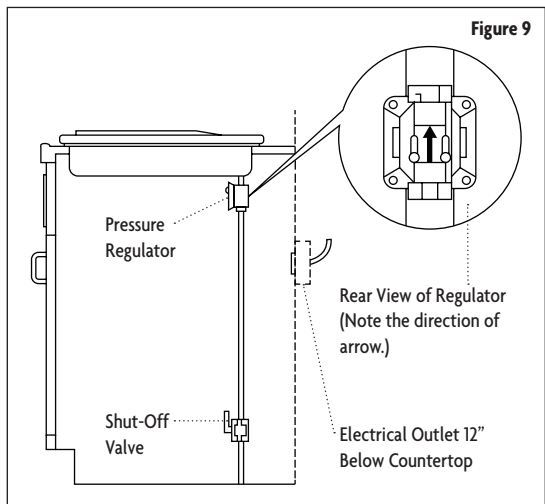 Figure 9
Pressure
Regulator
Rear View of Regulator
(Note the direction of
arrow.)
Shut-Off
Valve
Electrical Outlet 12”
Below Countertop